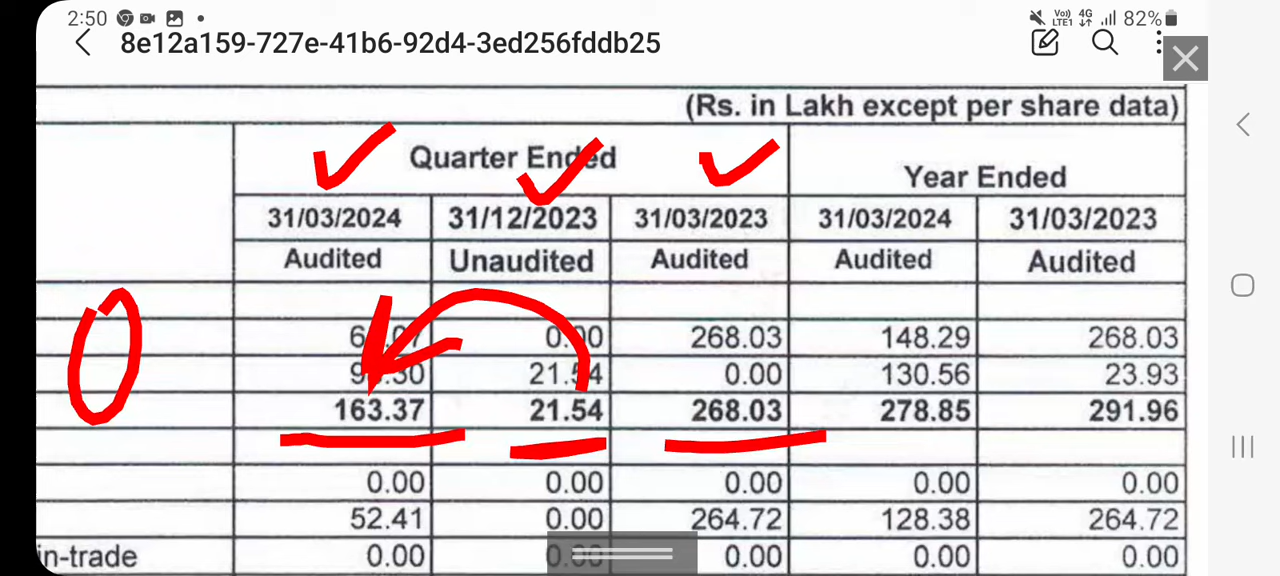 2:50 Vo) LTE1 4G 82%
8e12a159-727e-41b6-92d4-3ed256fddb25
(Rs. in Lakh except per share data)
Quarter Ended Year Ended
31/03/2024 31/12/2023 31/03/2023 31/03/2024 31/03/2023
Audited Unaudited Audited Audited Audited
0.00 268.03 148.29 268.03
21.54 0.00 130.56 23.93
163.37 21.54 268.03 278.85 291.96
0.00 0.00 0.00 0.00 0.00
52.41 0.00 264.72 128.38 264.72
in-trade 0.00 0.00 0.00 0.00 0.00